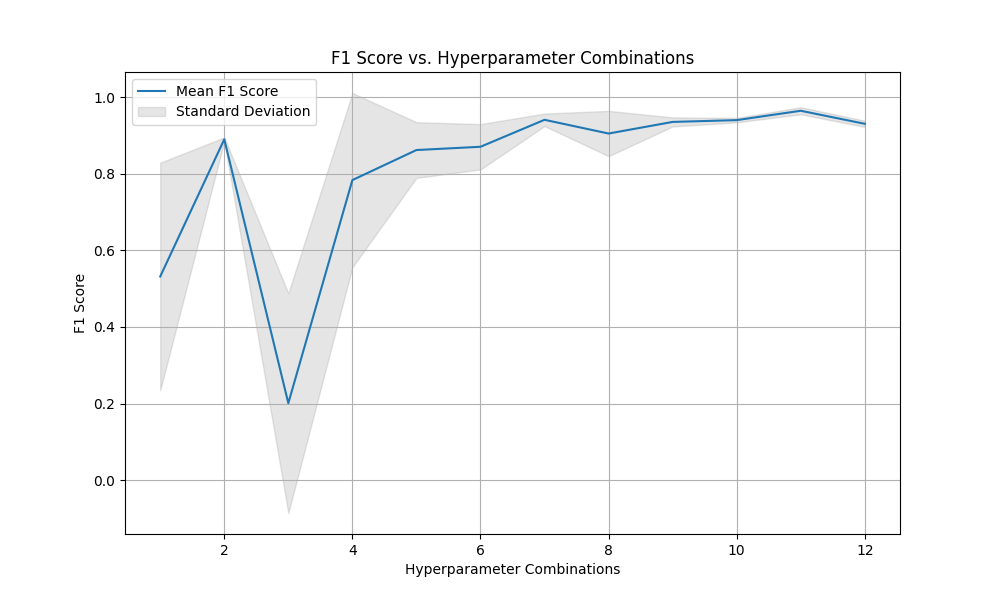 F1 Score vs. Hyperparameter Combinations
Mean F1 Score
Standard Deviation
F1 Score
1.0
0.8
0.6
0.4
0.2
0.0
2 4 6 8 10 12
Hyperparameter Combinations